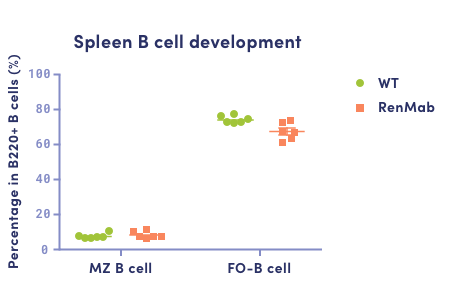 Spleen B cell development
Percentage in B220+ B cells (%)
100
80
60
40
20
0
MZ B cell
FO-B cell
WT
RenMab